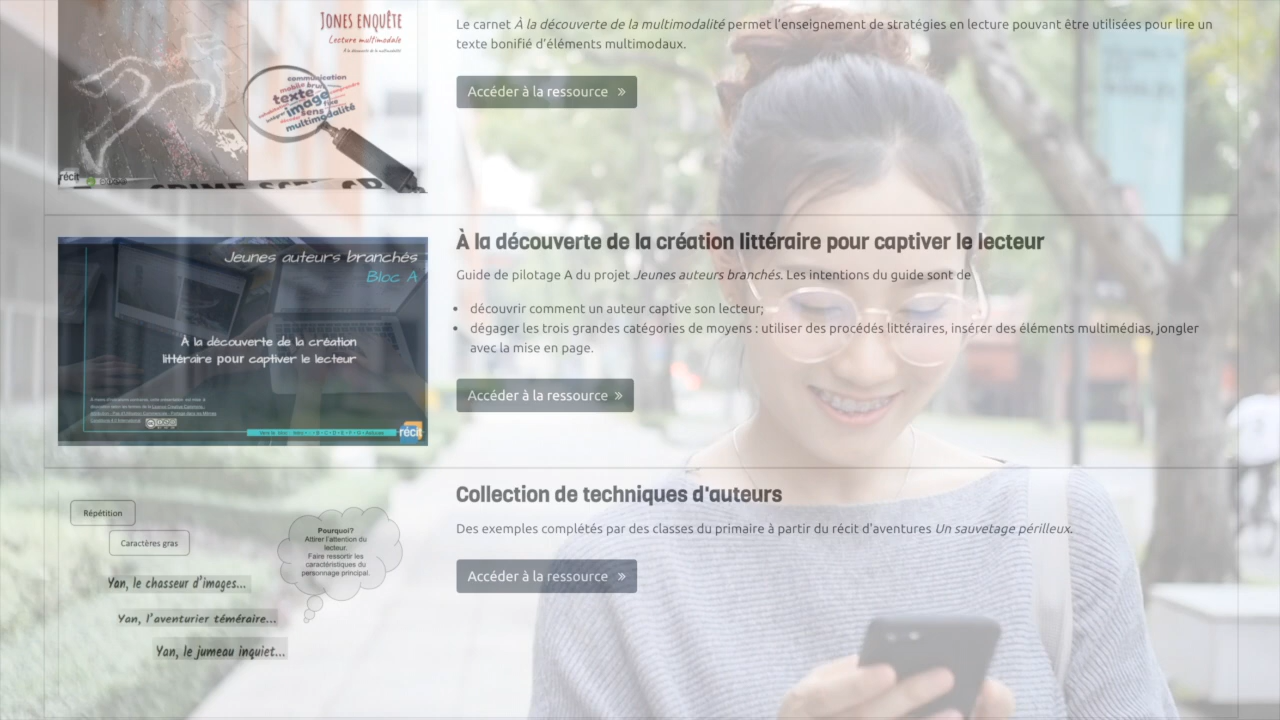 JONES ENQUÊTE
Lecture multimodale
À la découverte de la multimodalité
communication
texte
image
sens
multimodalité
récit
Le carnet À la découverte de la multimodalité permet l'enseignement de stratégies en lecture pouvant être utilisées pour lire un
texte bonifié d'éléments multimodaux.
Accéder à la ressource »
Jeunes auteurs branchés
Bloc A
À la découverte de la création
littéraire pour captiver le lecteur
récit
À la découverte de la création littéraire pour captiver le lecteur
Guide de pilotage A du projet Jeunes auteurs branchés. Les intentions du guide sont de
• découvrir comment un auteur captive son lecteur;
• dégager les trois grandes catégories de moyens : utiliser des procédés littéraires, insérer des éléments multimédias, jongler
avec la mise en page.
Accéder à la ressource »
Répétition
Caractères gras
Pourquoi?
Attirer l'attention du
lecteur.
Faire ressortir les
caractéristiques du
personnage principal.
Yan, le chasseur d'images...
Yan, l'aventurier téméraire...
Yan, le jumeau inquiet...
Collection de techniques d'auteurs
Des exemples complétés par des classes du primaire à partir du récit d'aventures Un sauvetage périlleux.
Accéder à la ressource »